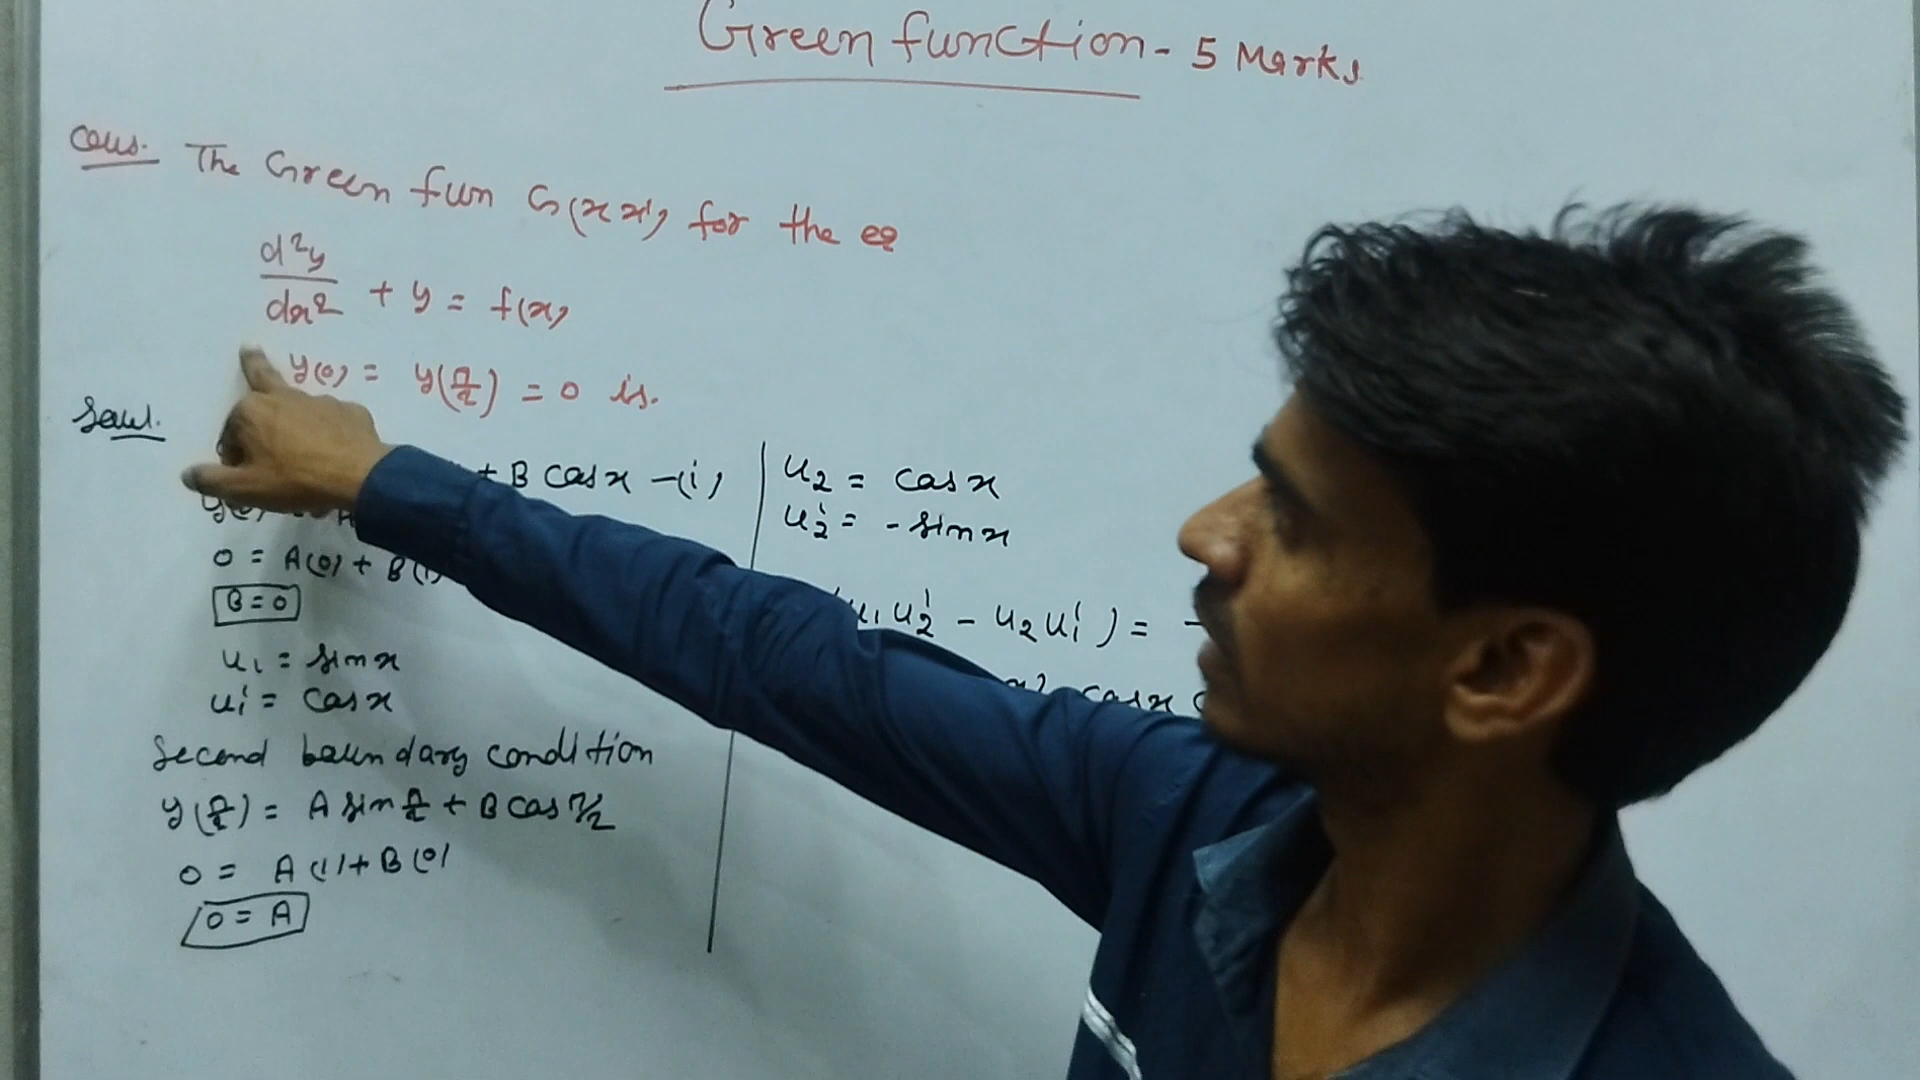 Green function - 5 Marks
Ques. The Green fun G(x x') for the eq
d²y/dx² + y = f(x)
y(0) = y(π/2) = 0 is.
Soul.
+ B cos x - (i)
0 = A(0) + B(1)
B = 0
u₁ = sin x
u₁' = cos x
Second boundary condition
y(π/2) = A sin π/2 + B cos π/2
0 = A(1) + B(0)
0 = A
u₂ = cos x
u₂' = - sin x
u₁ u₂' - u₂ u₁') = -
cos x